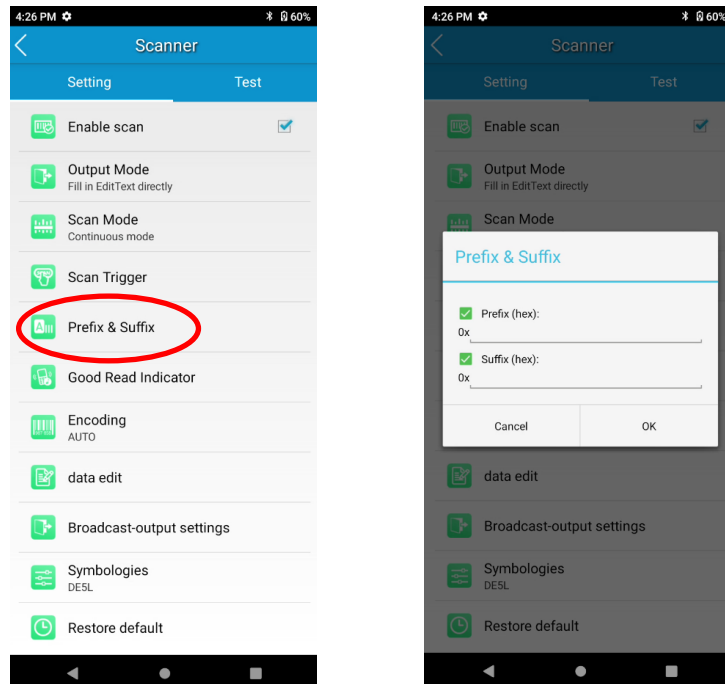 4:26 PM
60%
Scanner
Setting
Test
Enable scan
Output Mode
Fill in EditText directly
Scan Mode
Continuous mode
Scan Trigger
Prefix & Suffix
Good Read Indicator
Encoding
AUTO
data edit
Broadcast-output settings
Symbologies
DE5L
Restore default
4:26 PM
60%
Scanner
Setting
Test
Enable scan
Output Mode
Fill in EditText directly
Scan Mode
Prefix & Suffix
Prefix (hex):
0x
Suffix (hex):
0x
Cancel
OK
data edit
Broadcast-output settings
Symbologies
DE5L
Restore default